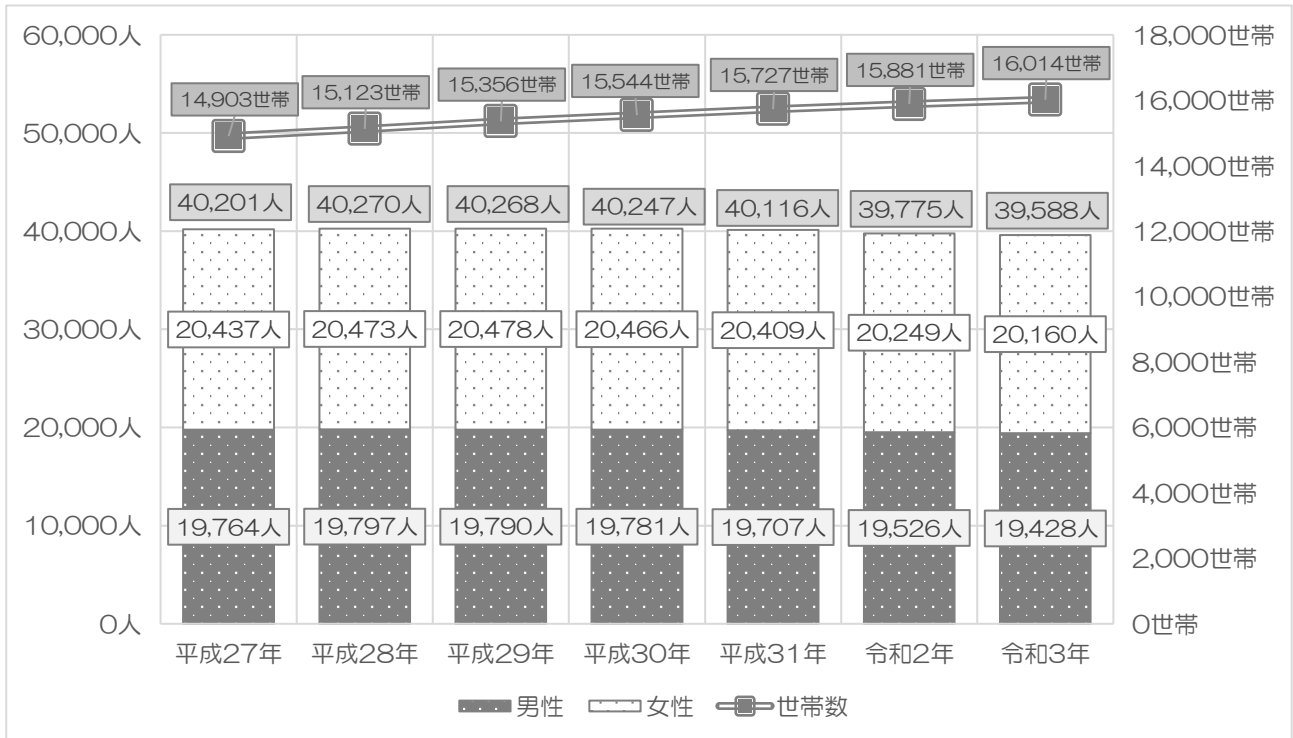 60,000人
50,000人
40,000人
30,000人
20,000人
10,000人
0人
18,000世帯
16,000世帯
14,000世帯
12,000世帯
10,000世帯
8,000世帯
6,000世帯
4,000世帯
2,000世帯
0世帯
14,903世帯 15,123世帯 15,356世帯 15,544世帯 15,727世帯 15,881世帯 16,014世帯
40,201人 40,270人 40,268人 40,247人 40,116人 39,775人 39,588人
20,437人 20,473人 20,478人 20,466人 20,409人 20,249人 20,160人
19,764人 19,797人 19,790人 19,781人 19,707人 19,526人 19,428人
平成27年 平成28年 平成29年 平成30年 平成31年 令和2年 令和3年
男性 女性 世帯数